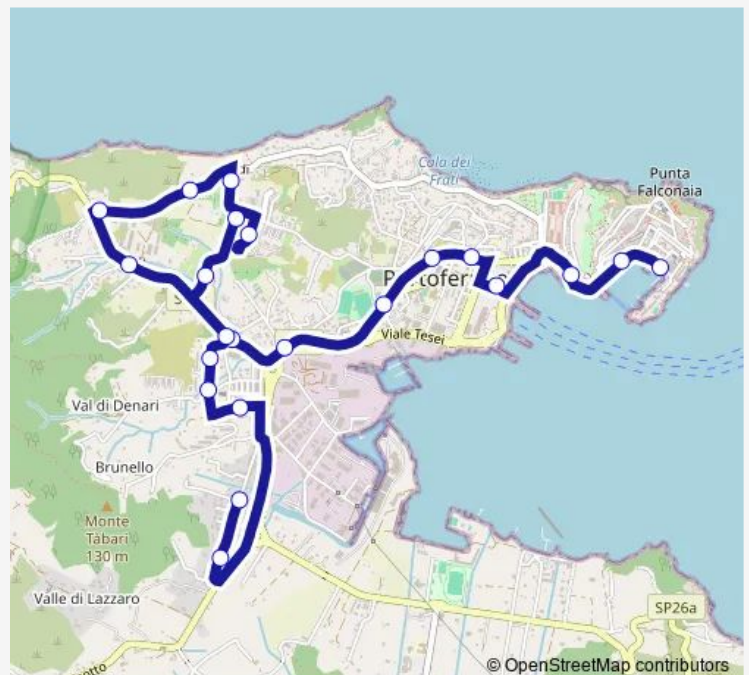 Cala dei
Frati
Punta
Falconaia
Viale Tesei
Val di Denari
Brunello
Monte
Tabari
130 m
Valle di Lazzaro
SP26a
© OpenStreetMap contributors